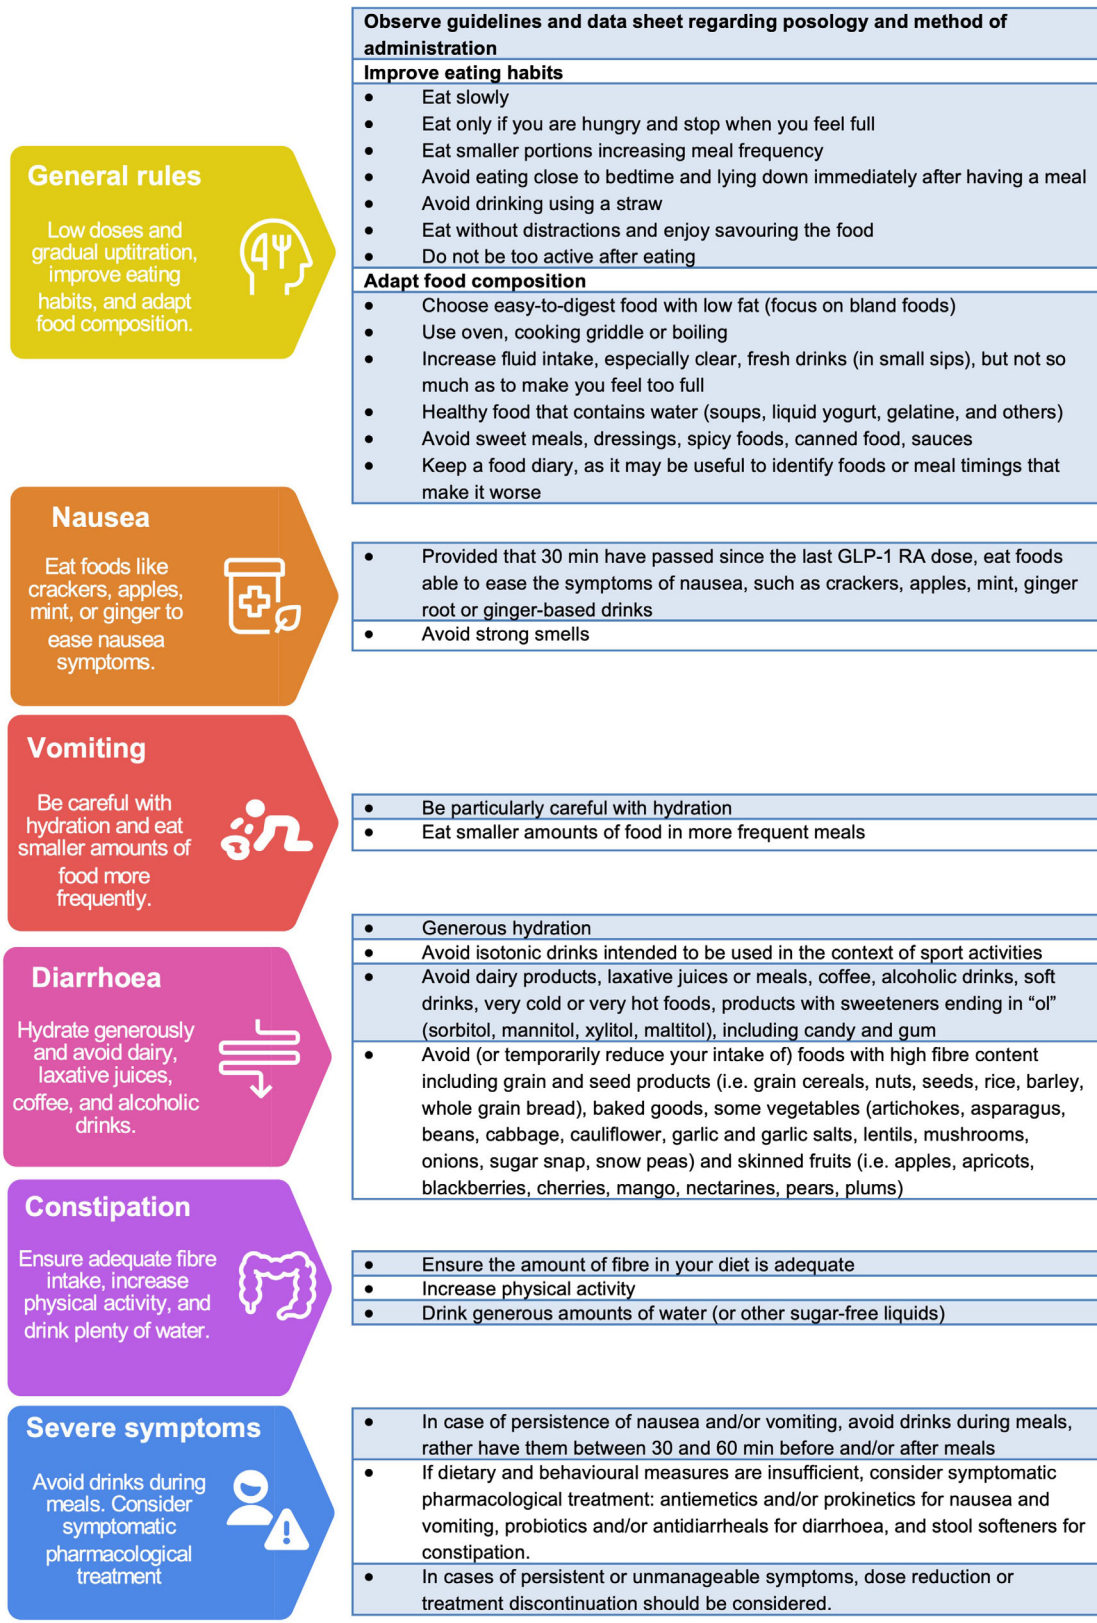 Observe guidelines and data sheet regarding posology and method of
administration
Improve eating habits
• Eat slowly
• Eat only if you are hungry and stop when you feel full
• Eat smaller portions increasing meal frequency
• Avoid eating close to bedtime and lying down immediately after having a meal
• Avoid drinking using a straw
• Eat without distractions and enjoy savouring the food
• Do not be too active after eating
Adapt food composition
• Choose easy-to-digest food with low fat (focus on bland foods)
• Use oven, cooking griddle or boiling
• Increase fluid intake, especially clear, fresh drinks (in small sips), but not so
much as to make you feel too full
• Healthy food that contains water (soups, liquid yogurt, gelatine, and others)
• Avoid sweet meals, dressings, spicy foods, canned food, sauces
• Keep a food diary, as it may be useful to identify foods or meal timings that
make it worse
General rules
Low doses and
gradual uptitration,
improve eating
habits, and adapt
food composition.
Nausea
Eat foods like
crackers, apples,
mint, or ginger to
ease nausea
symptoms.
• Provided that 30 min have passed since the last GLP-1 RA dose, eat foods
able to ease the symptoms of nausea, such as crackers, apples, mint, ginger
root or ginger-based drinks
• Avoid strong smells
Vomiting
Be careful with
hydration and eat
smaller amounts of
food more
frequently.
• Be particularly careful with hydration
• Eat smaller amounts of food in more frequent meals
Diarrhoea
Hydrate generously
and avoid dairy,
laxative juices,
coffee, and alcoholic
drinks.
• Generous hydration
• Avoid isotonic drinks intended to be used in the context of sport activities
• Avoid dairy products, laxative juices or meals, coffee, alcoholic drinks, soft
drinks, very cold or very hot foods, products with sweeteners ending in “ol”
(sorbitol, mannitol, xylitol, maltitol), including candy and gum
• Avoid (or temporarily reduce your intake of) foods with high fibre content
including grain and seed products (i.e. grain cereals, nuts, seeds, rice, barley,
whole grain bread), baked goods, some vegetables (artichokes, asparagus,
beans, cabbage, cauliflower, garlic and garlic salts, lentils, mushrooms,
onions, sugar snap, snow peas) and skinned fruits (i.e. apples, apricots,
blackberries, cherries, mango, nectarines, pears, plums)
Constipation
Ensure adequate fibre
intake, increase
physical activity, and
drink plenty of water.
• Ensure the amount of fibre in your diet is adequate
• Increase physical activity
• Drink generous amounts of water (or other sugar-free liquids)
Severe symptoms
Avoid drinks during
meals. Consider
symptomatic
pharmacological
treatment
• In case of persistence of nausea and/or vomiting, avoid drinks during meals,
rather have them between 30 and 60 min before and/or after meals
• If dietary and behavioural measures are insufficient, consider symptomatic
pharmacological treatment: antiemetics and/or prokinetics for nausea and
vomiting, probiotics and/or antidiarrheals for diarrhoea, and stool softeners for
constipation.
• In cases of persistent or unmanageable symptoms, dose reduction or
treatment discontinuation should be considered.